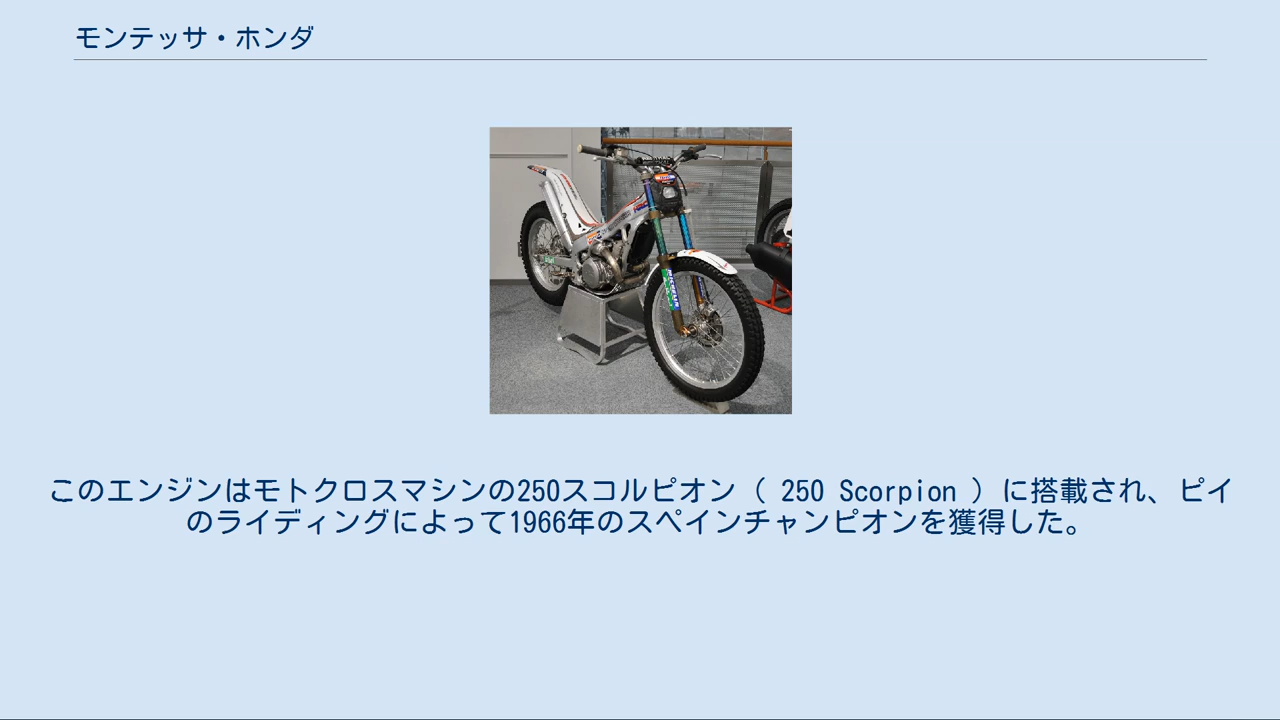 モンテッサ・ホンダ
このエンジンはモトクロスマシンの250スコルピオン（ 250 Scorpion ）に搭載され、ピイ
のライディングによって1966年のスペインチャンピオンを獲得した。